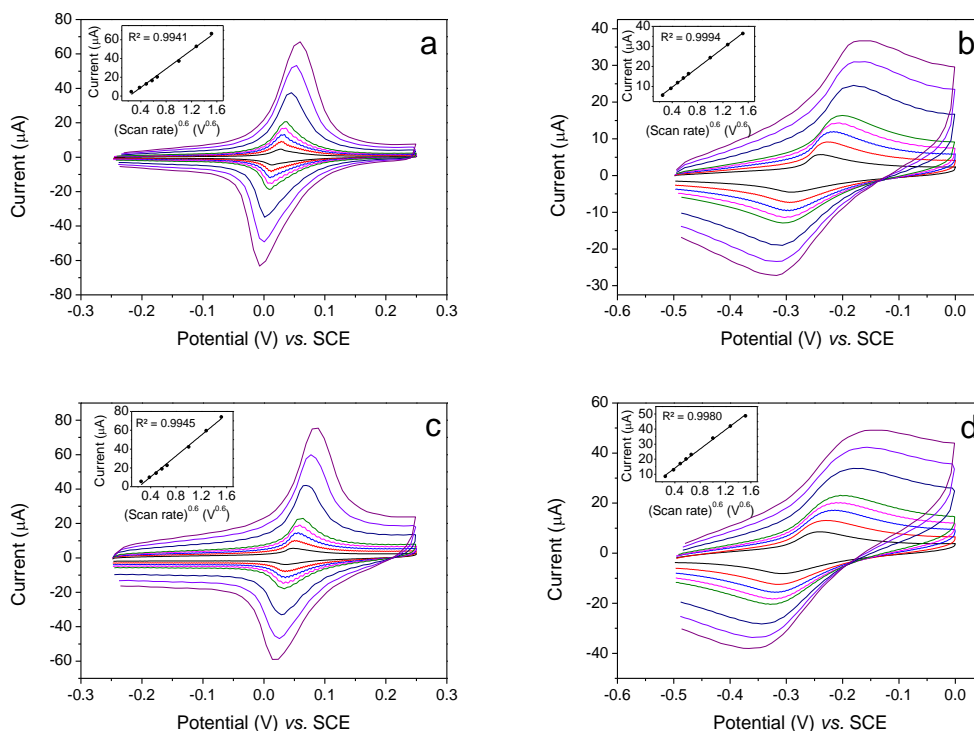 a
R² = 0.9941
Current (µA)
60
40
20
0
0.4 0.8 1.2 1.6
(Scan rate)^0.6 (V^0.6)
Current (µA)
80
60
40
20
0
-20
-40
-60
-80
-0.3 -0.2 -0.1 0.0 0.1 0.2 0.3
Potential (V) vs. SCE
b
R² = 0.9994
Current (µA)
40
30
20
10
0.4 0.8 1.2 1.6
(Scan rate)^0.6 (V^0.6)
Current (µA)
40
30
20
10
0
-10
-20
-30
-0.6 -0.5 -0.4 -0.3 -0.2 -0.1 0.0
Potential (V) vs. SCE
c
R² = 0.9945
Current (µA)
80
60
40
20
0
0.4 0.8 1.2 1.6
(Scan rate)^0.6 (V^0.6)
Current (µA)
80
60
40
20
0
-20
-40
-60
-0.3 -0.2 -0.1 0.0 0.1 0.2 0.3
Potential (V) vs. SCE
d
R² = 0.9980
Current (µA)
50
40
30
20
10
0.4 0.8 1.2 1.6
(Scan rate)^0.6 (V^0.6)
Current (µA)
60
40
20
0
-20
-40
-0.6 -0.5 -0.4 -0.3 -0.2 -0.1 0.0
Potential (V) vs. SCE